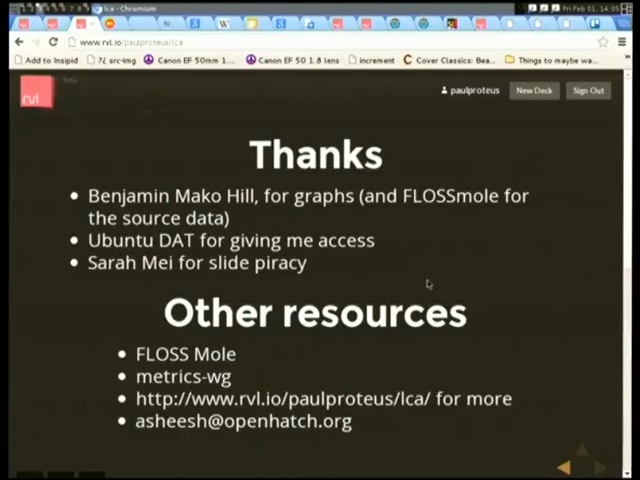 lca - Chromium
Fri Feb 01, 14:05
www.rvl.io/paulproteus/lca
Add to Insipid
src-img
Canon EF 50mm 1...
Canon EF 50 1.8 lens
increment
Cover Classics: Bea...
Things to maybe wa...
rvl
beta
paulproteus
New Deck
Sign Out
Thanks
Benjamin Mako Hill, for graphs (and FLOSSmole for
the source data)
Ubuntu DAT for giving me access
Sarah Mei for slide piracy
Other resources
FLOSS Mole
metrics-wg
http://www.rvl.io/paulproteus/lca/ for more
asheesh@openhatch.org